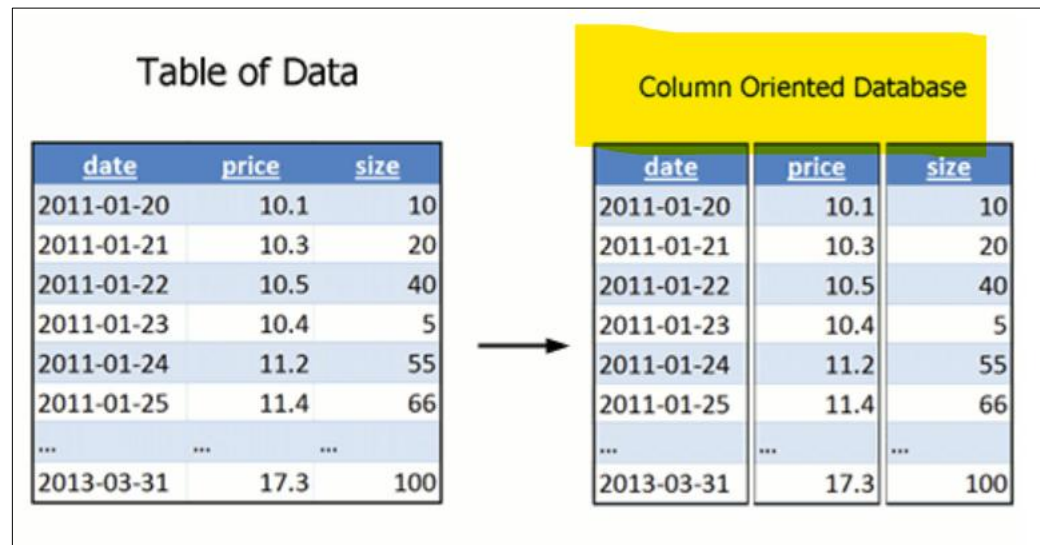 Table of Data
date price size
2011-01-20 10.1 10
2011-01-21 10.3 20
2011-01-22 10.5 40
2011-01-23 10.4 5
2011-01-24 11.2 55
2011-01-25 11.4 66
... ... ...
2013-03-31 17.3 100
Column Oriented Database
date price size
2011-01-20 10.1 10
2011-01-21 10.3 20
2011-01-22 10.5 40
2011-01-23 10.4 5
2011-01-24 11.2 55
2011-01-25 11.4 66
... ... ...
2013-03-31 17.3 100